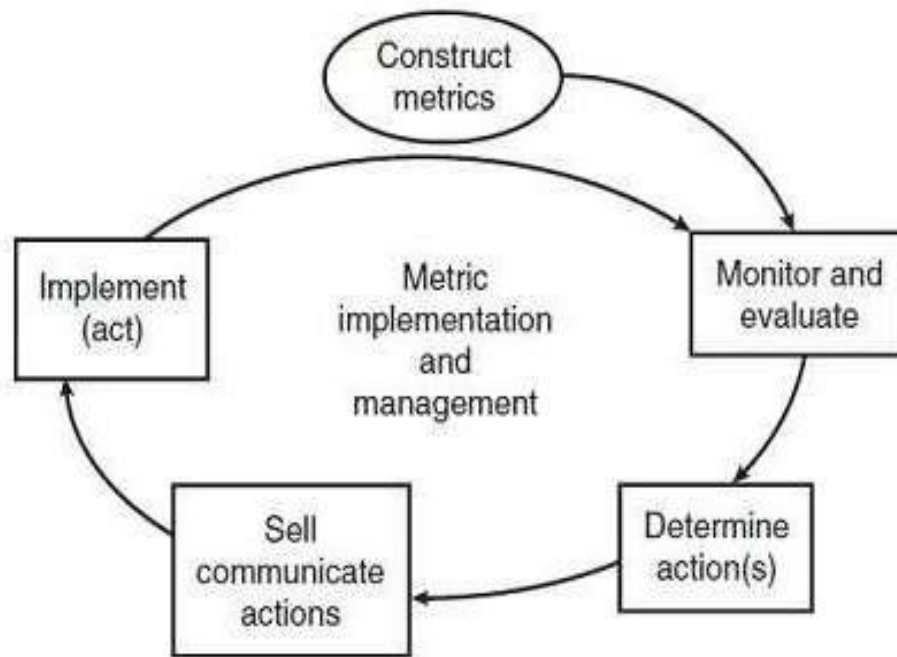 Construct
metrics
Implement
(act)
Metric
implementation
and
management
Monitor and
evaluate
Sell
communicate
actions
Determine
action(s)